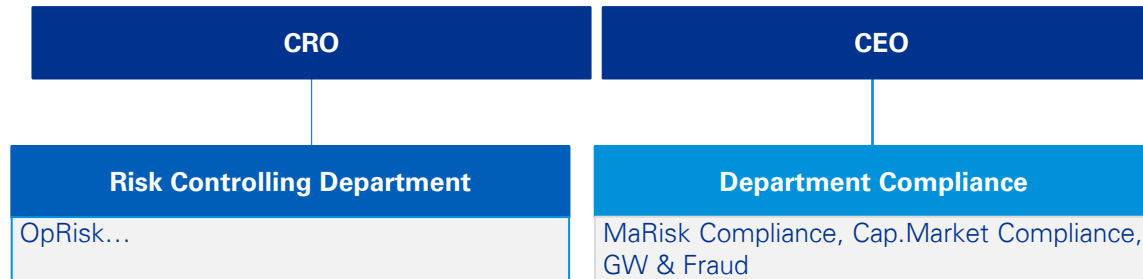 CRO
CEO
Risk Controlling Department
Department Compliance
OpRisk…
MaRisk Compliance, Cap.Market Compliance,
GW & Fraud